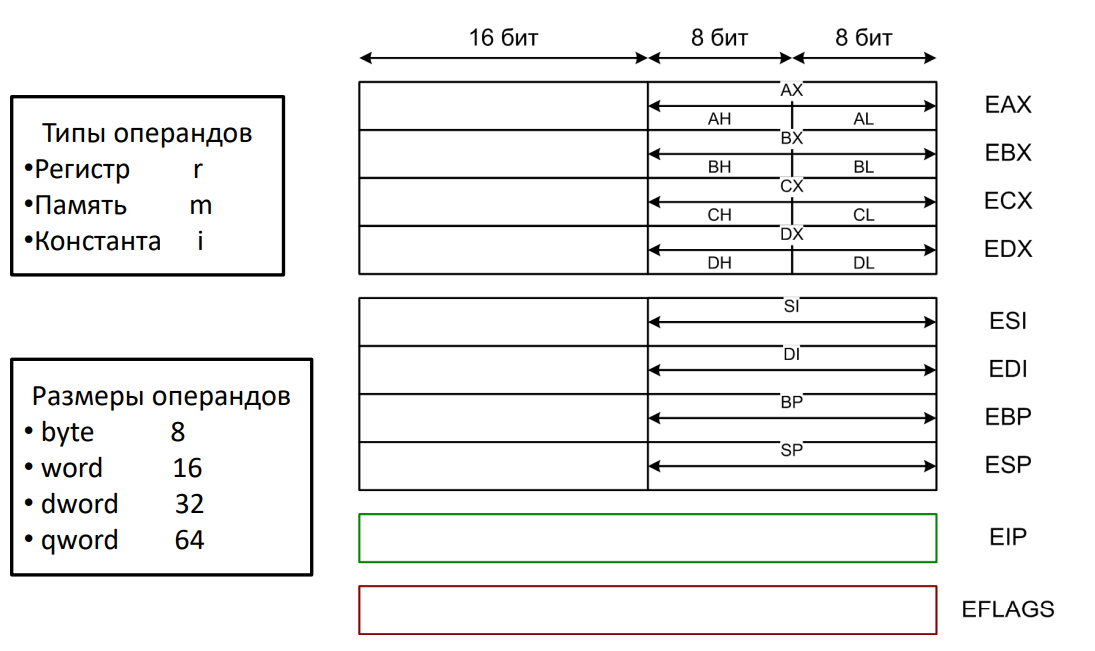 16 бит 8 бит 8 бит
Типы операндов
•Регистр r
•Память m
•Константа i
Размеры операндов
• byte 8
• word 16
• dword 32
• qword 64
AX
AH AL EAX
BX
BH BL EBX
CX
CH CL ECX
DX
DH DL EDX
SI ESI
DI EDI
BP EBP
SP ESP
EIP
EFLAGS